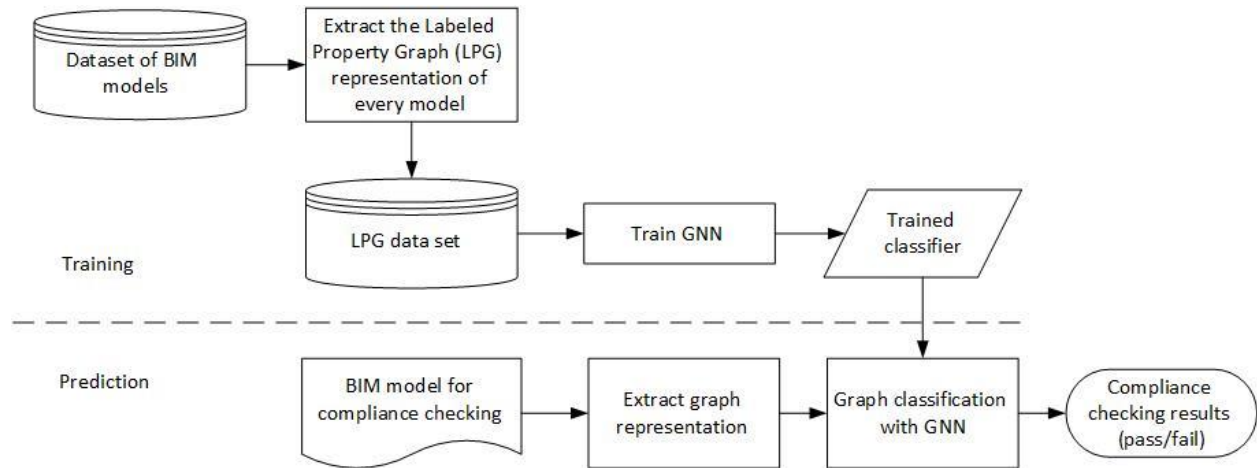 Dataset of BIM
models
Extract the Labeled
Property Graph (LPG)
representation of
every model
LPG data set
Train GNN
Trained
classifier
Training
Prediction
BIM model for
compliance checking
Extract graph
representation
Graph classification
with GNN
Compliance
checking results
(pass/fail)